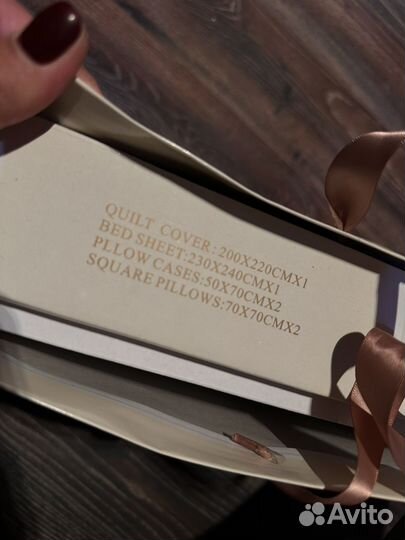 QUILT COVER:200X220CMX1
BED SHEET:230X240CMX1
PLLOW CASES:50X70CMX2
SQUARE PILLOWS:70X70CMX2
Avito